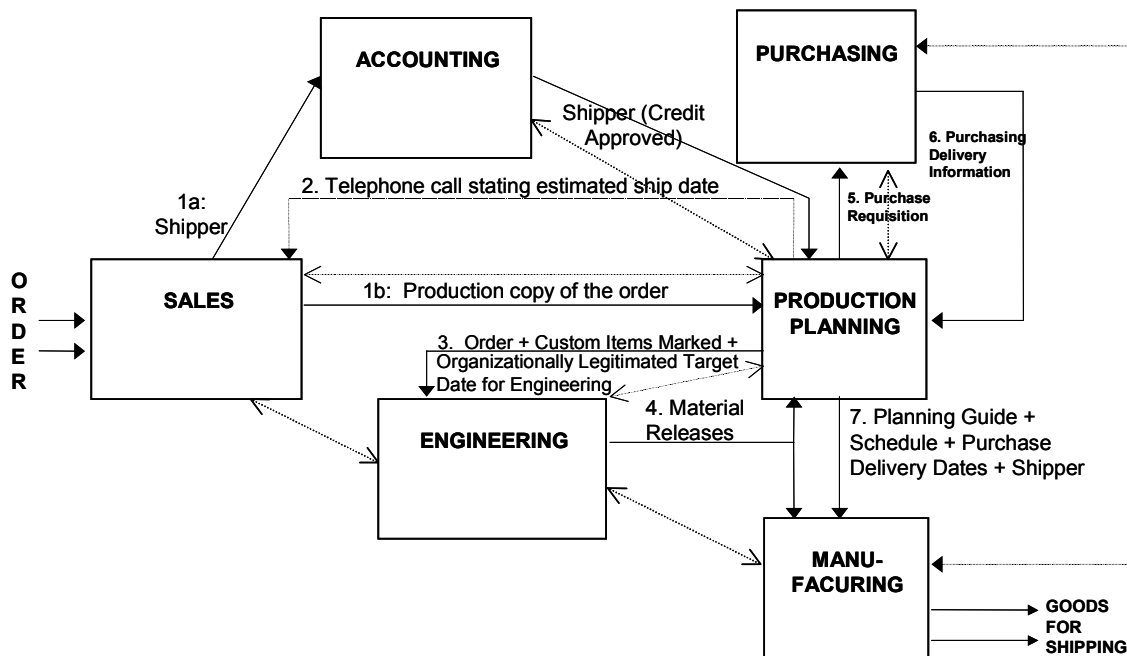 ACCOUNTING
PURCHASING
Shipper (Credit
Approved)
6. Purchasing
Delivery
Information
1a:
Shipper
2. Telephone call stating estimated ship date
5. Purchase
Requisition
O
R
D
E
R
SALES
1b: Production copy of the order
PRODUCTION
PLANNING
3. Order + Custom Items Marked +
Organizationally Legitimated Target
Date for Engineering
ENGINEERING
4. Material
Releases
7. Planning Guide +
Schedule + Purchase
Delivery Dates + Shipper
MANU-
FACURING
GOODS
FOR
SHIPPING